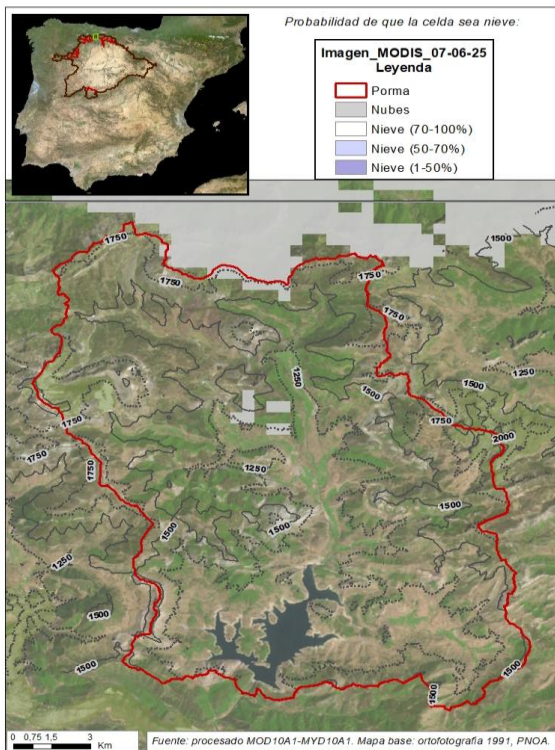 Probabilidad de que la celda sea nieve:
Imagen_MODIS_07-06-25
Leyenda
Porma
Nubes
Nieve (70-100%)
Nieve (50-70%)
Nieve (1-50%)
1750
1500
1750
1750
1750
1250
1500
1250
1500
1750
1750
2000
1750
1750
1250
1500
1500
1500
1250
1500
1500
1500
1500
0 0,75 1,5 3
Km
Fuente: procesado MOD10A1-MYD10A1. Mapa base: ortofotografía 1991, PNOA.